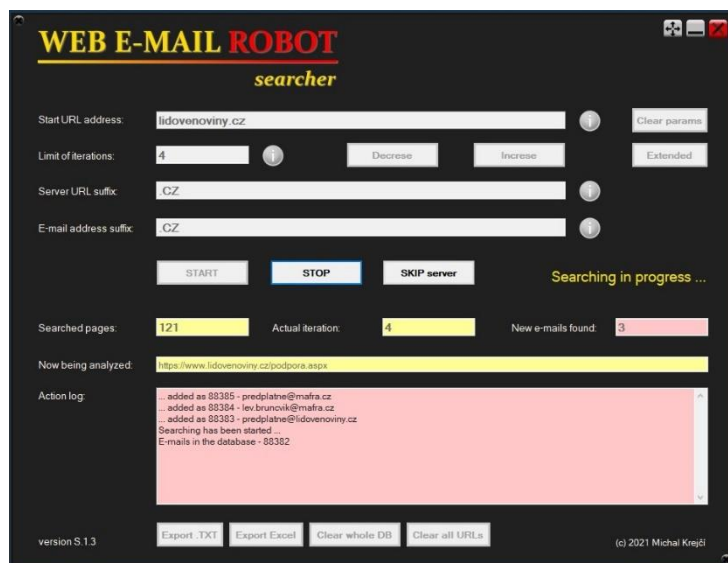 WEB E-MAIL ROBOT
searcher
Start URL address: lidovenoviny.cz Clear params
Limit of iterations: 4 Decrese Increse Extended
Server URL suffix: .CZ
E-mail address suffix: .CZ
START STOP SKIP server Searching in progress ...
Searched pages: 121 Actual iteration: 4 New e-mails found: 3
Now being analyzed: https://www.lidovenoviny.cz/podpora.aspx
Action log: ... added as 88385 - predplatne@mafra.cz
... added as 88384 - lev.bruncvik@mafra.cz
... added as 88383 - predplatne@lidovenoviny.cz
Searching has been started ...
E-mails in the database - 88382
version S.1.3 Export .TXT Export Excel Clear whole DB Clear all URLs (c) 2021 Michal Krejčí